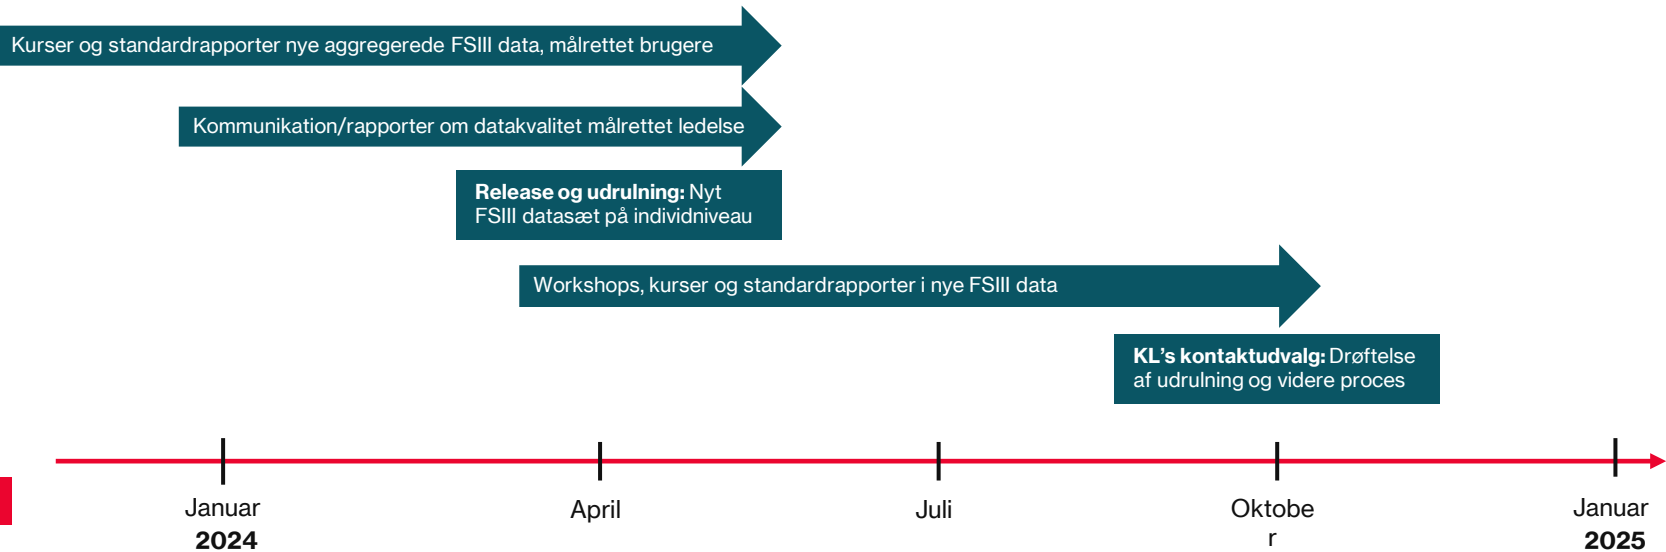 Kurser og standardrapporter nye aggregerede FSIII data, målrettet brugere
Kommunikation/rapporter om datakvalitet målrettet ledelse
Release og udrulning: Nyt
FSIII datasæt på individniveau
Workshops, kurser og standardrapporter i nye FSIII data
KL's kontaktudvalg: Drøftelse
af udrulning og videre proces
Januar
2024
April
Juli
Oktobe
r
Januar
2025